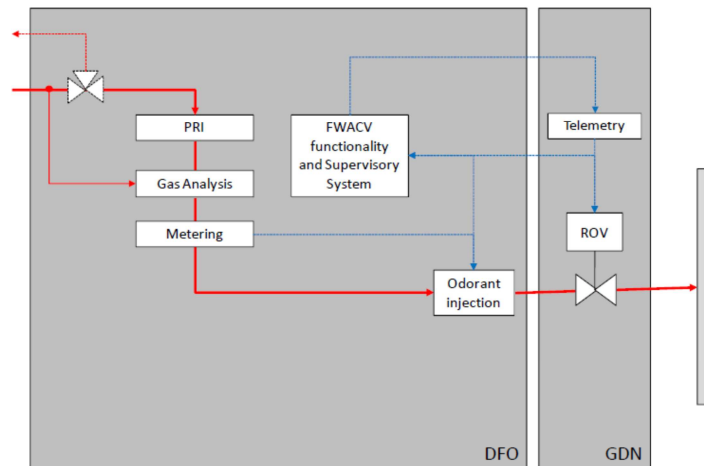 PRI
FWACV
functionality
and Supervisory
System
Telemetry
Gas Analysis
Metering
ROV
Odorant
injection
DFO
GDN